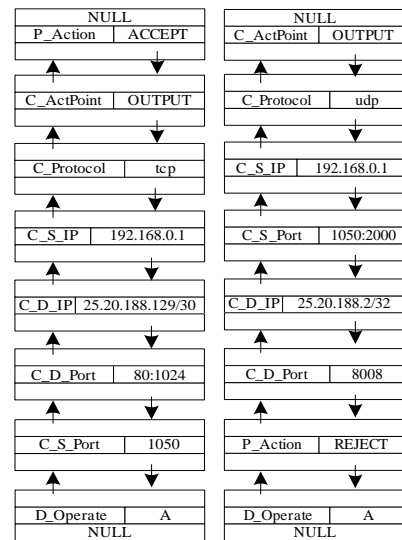 NULL
P_Action ACCEPT
C_ActPoint OUTPUT
C_Protocol tcp
C_S_IP 192.168.0.1
C_D_IP 25.20.188.129/30
C_D_Port 80:1024
C_S_Port 1050
D_Operate A
NULL
NULL
C_ActPoint OUTPUT
C_Protocol udp
C_S_IP 192.168.0.1
C_S_Port 1050:2000
C_D_IP 25.20.188.2/32
C_D_Port 8008
P_Action REJECT
D_Operate A
NULL